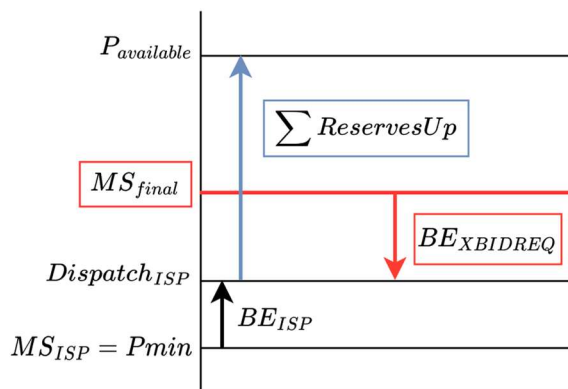 P_available
∑ ReservesUp
MS_final
BE_XBIDREQ
Dispatch_ISP
BE_ISP
MS_ISP = Pmin